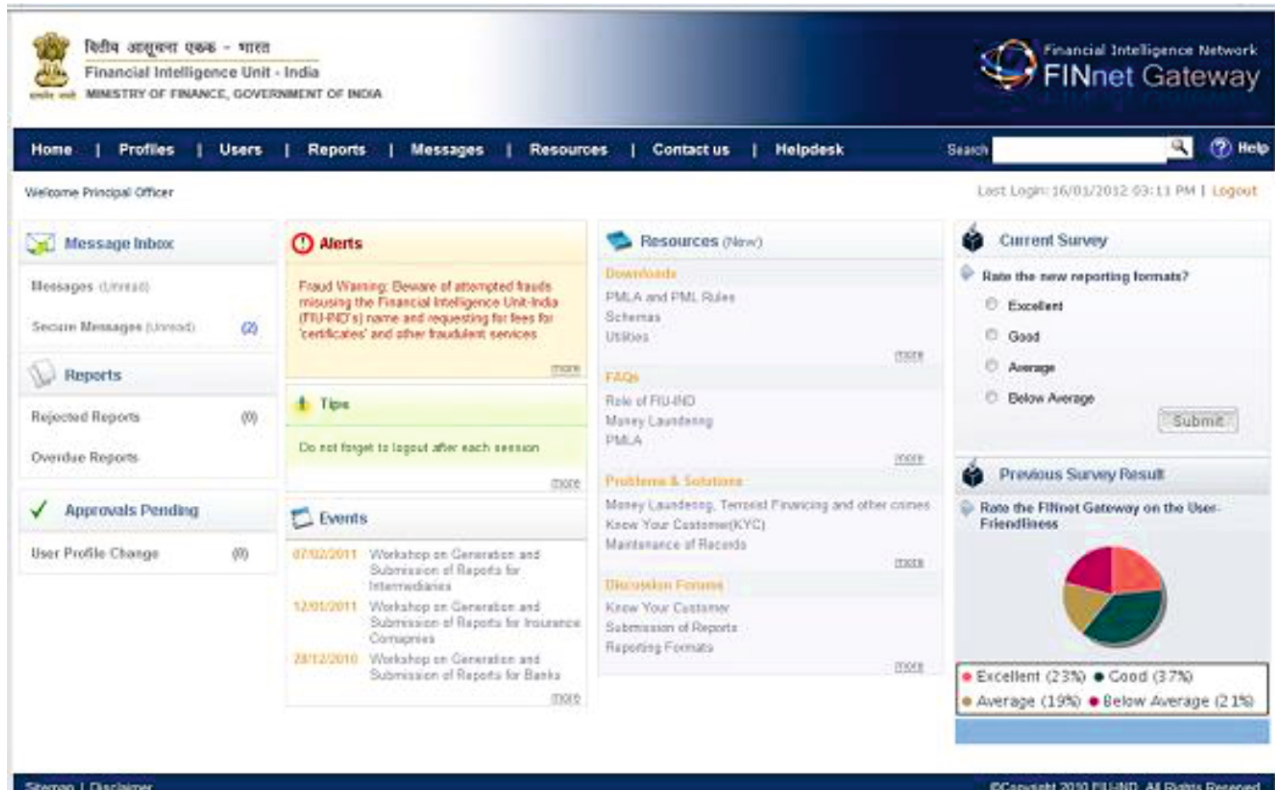 वित्तीय आसूचना एकक - भारत
Financial Intelligence Unit - India
MINISTRY OF FINANCE, GOVERNMENT OF INDIA
Financial Intelligence Network
FINnet Gateway
Home | Profiles | Users | Reports | Messages | Resources | Contact us | Helpdesk
Search
Help
Welcome Principal Officer
Last Login: 16/01/2012 03:11 PM | Logout
Message Inbox
Messages (Unread)
Secure Messages (Unread) (2)
Reports
Rejected Reports (0)
Overdue Reports
Approvals Pending
User Profile Change (0)
Alerts
Fraud Warning: Beware of attempted frauds
misusing the Financial Intelligence Unit-India
(FIU-IND's) name and requesting for fees for
'certificates' and other fraudulent services
more
Tips
Do not forget to logout after each session
more
Events
07/02/2011 Workshop on Generation and
Submission of Reports for
Intermediaries
12/01/2011 Workshop on Generation and
Submission of Reports for Insurance
Comapnies
28/12/2010 Workshop on Generation and
Submission of Reports for Banks
more
Resources (New)
Downloads
PMLA and PML Rules
Schemas
Utilities
more
FAQs
Role of FIU-IND
Money Laundering
PMLA
more
Problems & Solutions
Money Laundering, Terrorist Financing and other crimes
Know Your Customer(KYC)
Maintenance of Records
more
Discussion Forums
Know Your Customer
Submission of Reports
Reporting Formats
more
Current Survey
Rate the new reporting formats?
Excellent
Good
Average
Below Average
Submit
Previous Survey Result
Rate the FINnet Gateway on the User-
Friendliness
Excellent (23%) Good (37%)
Average (19%) Below Average (21%)
Sitemap | Disclaimer
©Copyright 2010 FIU-IND. All Rights Reserved